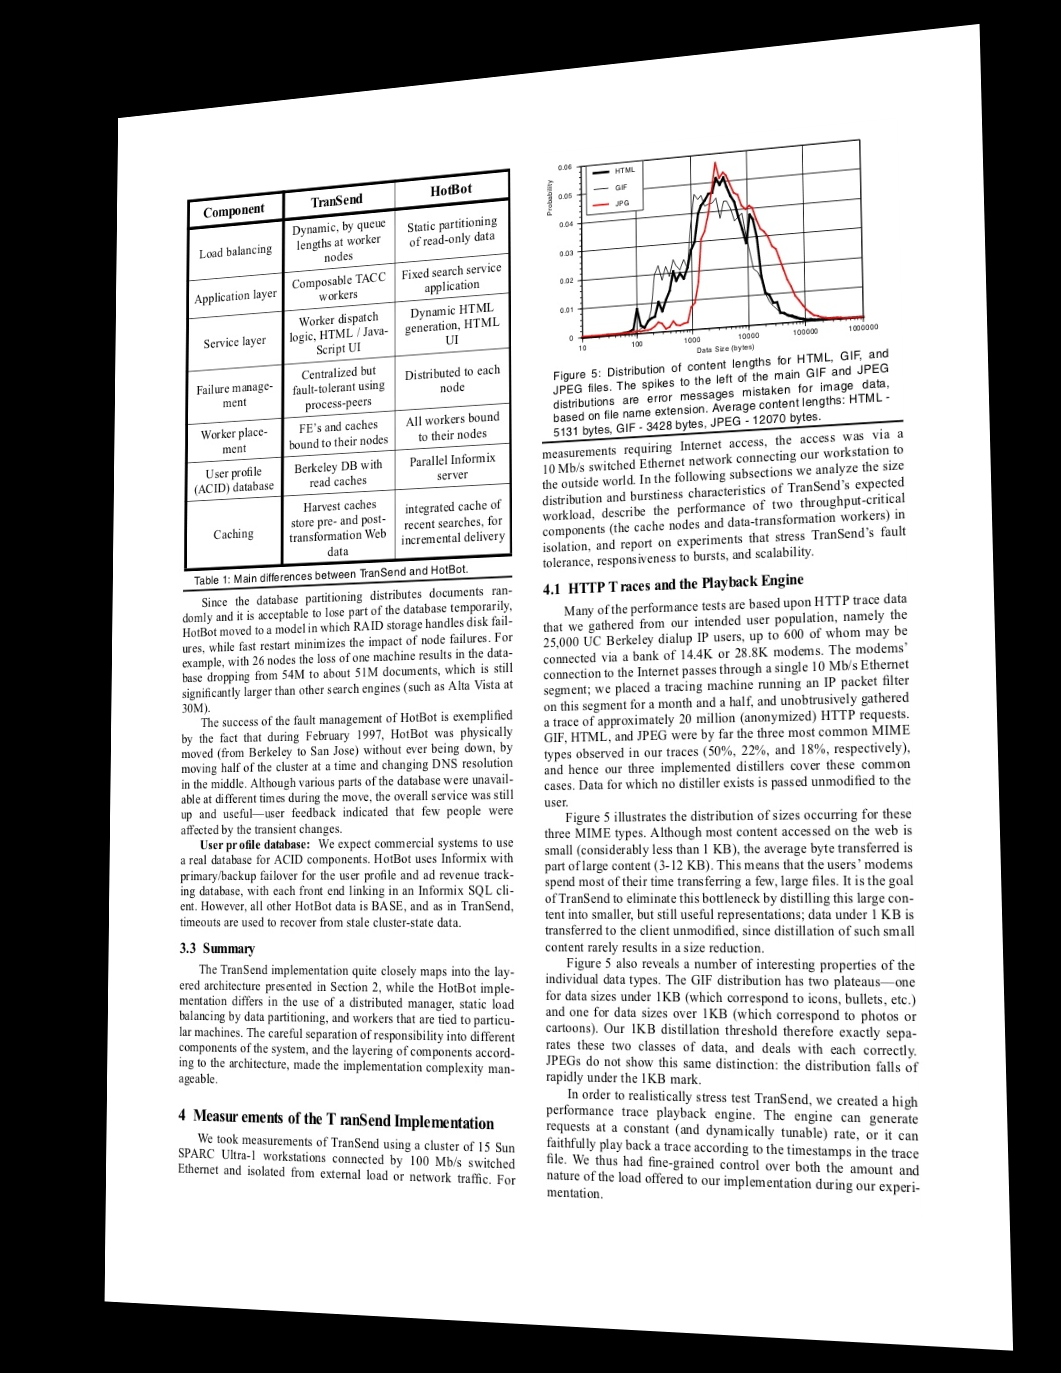 Component
TranSend
HotBot
Load balancing
Dynamic, by queue
lengths at worker
nodes
Static partitioning
of read-only data
Application layer
Composable TACC
workers
Fixed search service
application
Service layer
Worker dispatch
logic, HTML / Java-
Script UI
Dynamic HTML
generation, HTML
UI
Failure manage-
ment
Centralized but
fault-tolerant using
process-peers
Distributed to each
node
Worker place-
ment
FE's and caches
bound to their nodes
All workers bound
to their nodes
User profile
(ACID) database
Berkeley DB with
read caches
Parallel Informix
server
Caching
Harvest caches
store pre- and post-
transformation Web
data
integrated cache of
recent searches, for
incremental delivery
Table 1: Main differences between TranSend and HotBot.
Since the database partitioning distributes documents ran-
domly and it is acceptable to lose part of the database temporarily,
HotBot moved to a model in which RAID storage handles disk fail-
ures, while fast restart minimizes the impact of node failures. For
example, with 26 nodes the loss of one machine results in the data-
base dropping from 54M to about 51M documents, which is still
significantly larger than other search engines (such as Alta Vista at
30M).
The success of the fault management of HotBot is exemplified
by the fact that during February 1997, HotBot was physically
moved (from Berkeley to San Jose) without ever being down, by
moving half of the cluster at a time and changing DNS resolution
in the middle. Although various parts of the database were unavail-
able at different times during the move, the overall service was still
up and useful—user feedback indicated that few people were
affected by the transient changes.
User pr ofile database: We expect commercial systems to use
a real database for ACID components. HotBot uses Informix with
primary/backup failover for the user profile and ad revenue track-
ing database, with each front end linking in an Informix SQL cli-
ent. However, all other HotBot data is BASE, and as in TranSend,
timeouts are used to recover from stale cluster-state data.
3.3 Summary
The TranSend implementation quite closely maps into the lay-
ered architecture presented in Section 2, while the HotBot imple-
mentation differs in the use of a distributed manager, static load
balancing by data partitioning, and workers that are tied to particu-
lar machines. The careful separation of responsibility into different
components of the system, and the layering of components accord-
ing to the architecture, made the implementation complexity man-
ageable.
4 Measur ements of the T ranSend Implementation
We took measurements of TranSend using a cluster of 15 Sun
SPARC Ultra-1 workstations connected by 100 Mb/s switched
Ethernet and isolated from external load or network traffic. For
Probability
0.06
0.05
0.04
0.03
0.02
0.01
0
HTML
GIF
JPG
10
100
1000
10000
100000
1000000
Data Size (bytes)
Figure 5: Distribution of content lengths for HTML, GIF, and
JPEG files. The spikes to the left of the main GIF and JPEG
distributions are error messages mistaken for image data,
based on file name extension. Average content lengths: HTML -
5131 bytes, GIF - 3428 bytes, JPEG - 12070 bytes.
measurements requiring Internet access, the access was via a
10 Mb/s switched Ethernet network connecting our workstation to
the outside world. In the following subsections we analyze the size
distribution and burstiness characteristics of TranSend's expected
workload, describe the performance of two throughput-critical
components (the cache nodes and data-transformation workers) in
isolation, and report on experiments that stress TranSend's fault
tolerance, responsiveness to bursts, and scalability.
4.1 HTTP T races and the Playback Engine
Many of the performance tests are based upon HTTP trace data
that we gathered from our intended user population, namely the
25,000 UC Berkeley dialup IP users, up to 600 of whom may be
connected via a bank of 14.4K or 28.8K modems. The modems'
connection to the Internet passes through a single 10 Mb/s Ethernet
segment; we placed a tracing machine running an IP packet filter
on this segment for a month and a half, and unobtrusively gathered
a trace of approximately 20 million (anonymized) HTTP requests.
GIF, HTML, and JPEG were by far the three most common MIME
types observed in our traces (50%, 22%, and 18%, respectively),
and hence our three implemented distillers cover these common
cases. Data for which no distiller exists is passed unmodified to the
user.
Figure 5 illustrates the distribution of sizes occurring for these
three MIME types. Although most content accessed on the web is
small (considerably less than 1 KB), the average byte transferred is
part of large content (3-12 KB). This means that the users' modems
spend most of their time transferring a few, large files. It is the goal
of TranSend to eliminate this bottleneck by distilling this large con-
tent into smaller, but still useful representations; data under 1 KB is
transferred to the client unmodified, since distillation of such small
content rarely results in a size reduction.
Figure 5 also reveals a number of interesting properties of the
individual data types. The GIF distribution has two plateaus—one
for data sizes under 1KB (which correspond to icons, bullets, etc.)
and one for data sizes over 1KB (which correspond to photos or
cartoons). Our 1KB distillation threshold therefore exactly sepa-
rates these two classes of data, and deals with each correctly.
JPEGs do not show this same distinction: the distribution falls of
rapidly under the 1KB mark.
In order to realistically stress test TranSend, we created a high
performance trace playback engine. The engine can generate
requests at a constant (and dynamically tunable) rate, or it can
faithfully play back a trace according to the timestamps in the trace
file. We thus had fine-grained control over both the amount and
nature of the load offered to our implementation during our experi-
mentation.